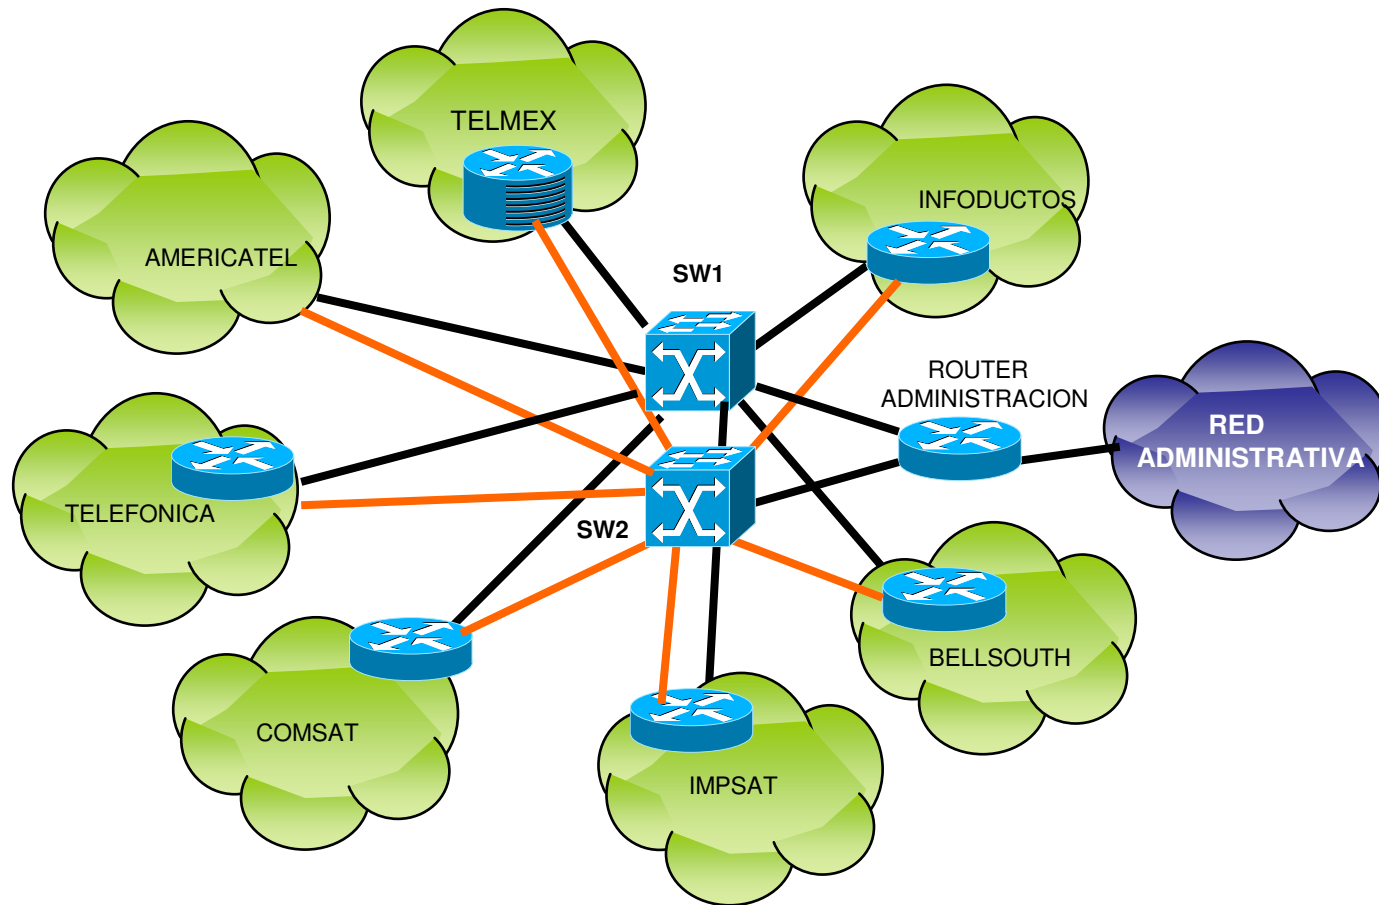 TELMEX
INFODUCTOS
AMERICATEL
SW1
ROUTER
ADMINISTRACION
RED
ADMINISTRATIVA
TELEFONICA
SW2
BELLSOUTH
COMSAT
IMPSAT